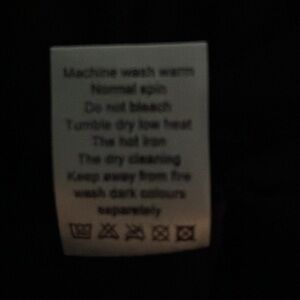 Machine wash warm
Normal spin
Do not bleach
Tumble dry low heat
The hot iron
The dry cleaning
Keep away from fire
wash dark colours
separately